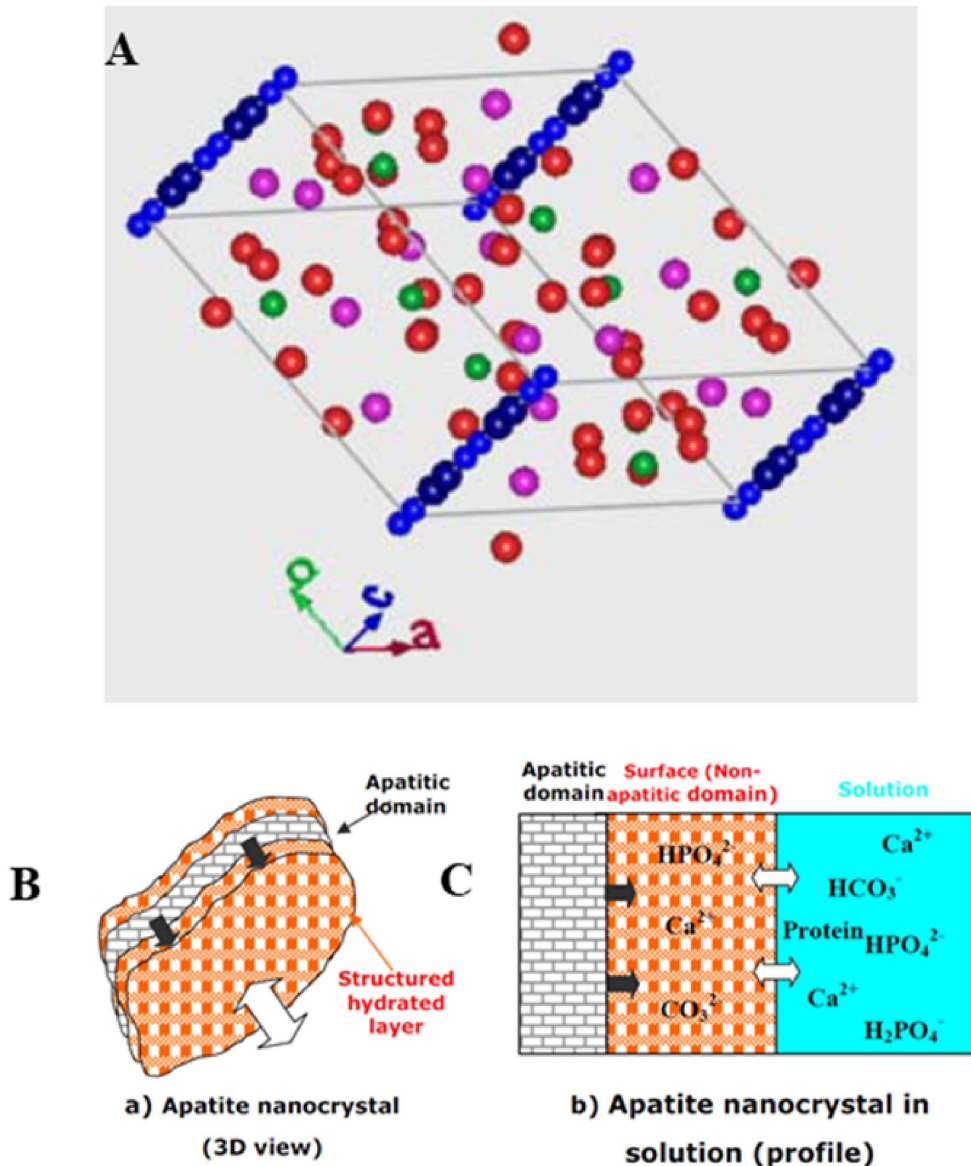 A
b
c
a
B
Apatitic
domain
Structured
hydrated
layer
a) Apatite nanocrystal
(3D view)
C
Apatitic
domain
Surface (Non-
apatitic domain)
Solution
HPO₄²⁻
Ca²⁺
CO₃²⁻
Ca²⁺
HCO₃⁻
Protein HPO₄²⁻
Ca²⁺
H₂PO₄⁻
b) Apatite nanocrystal in
solution (profile)